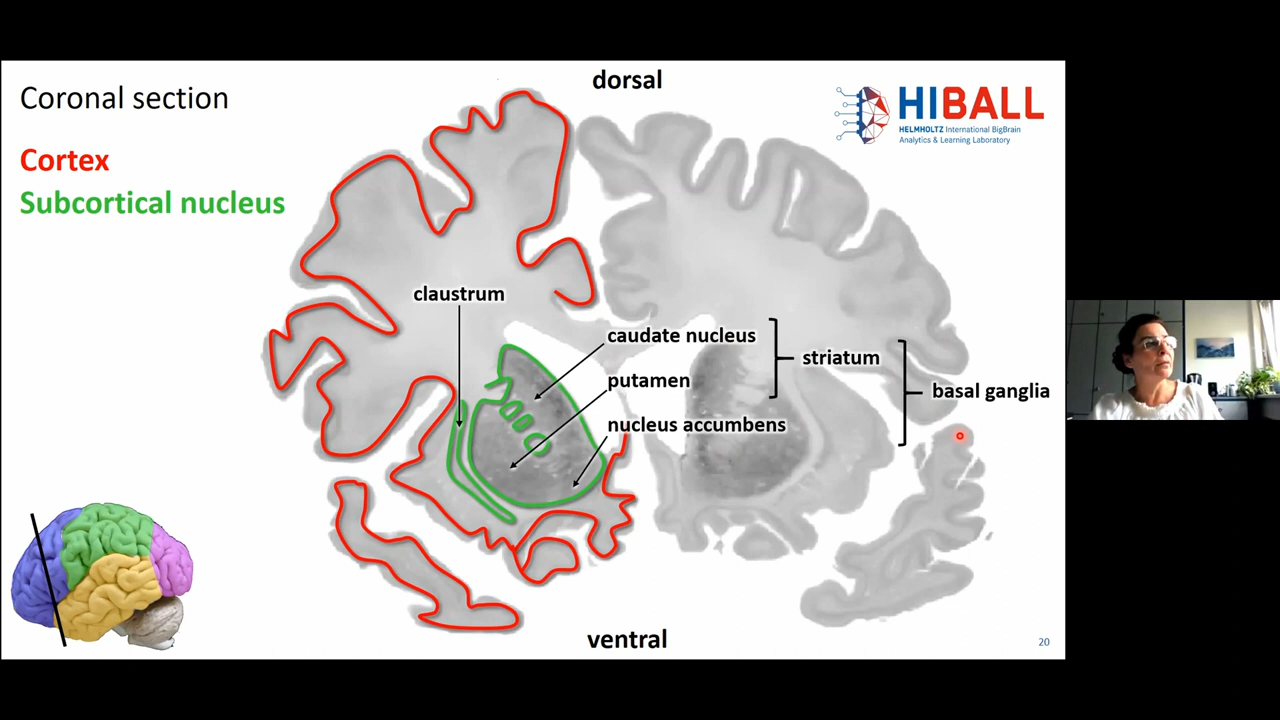 dorsal
Coronal section
HIBALL
HELMHOLTZ International BigBrain
Analytics & Learning Laboratory
Cortex
Subcortical nucleus
claustrum
caudate nucleus
striatum
putamen
basal ganglia
nucleus accumbens
ventral
20